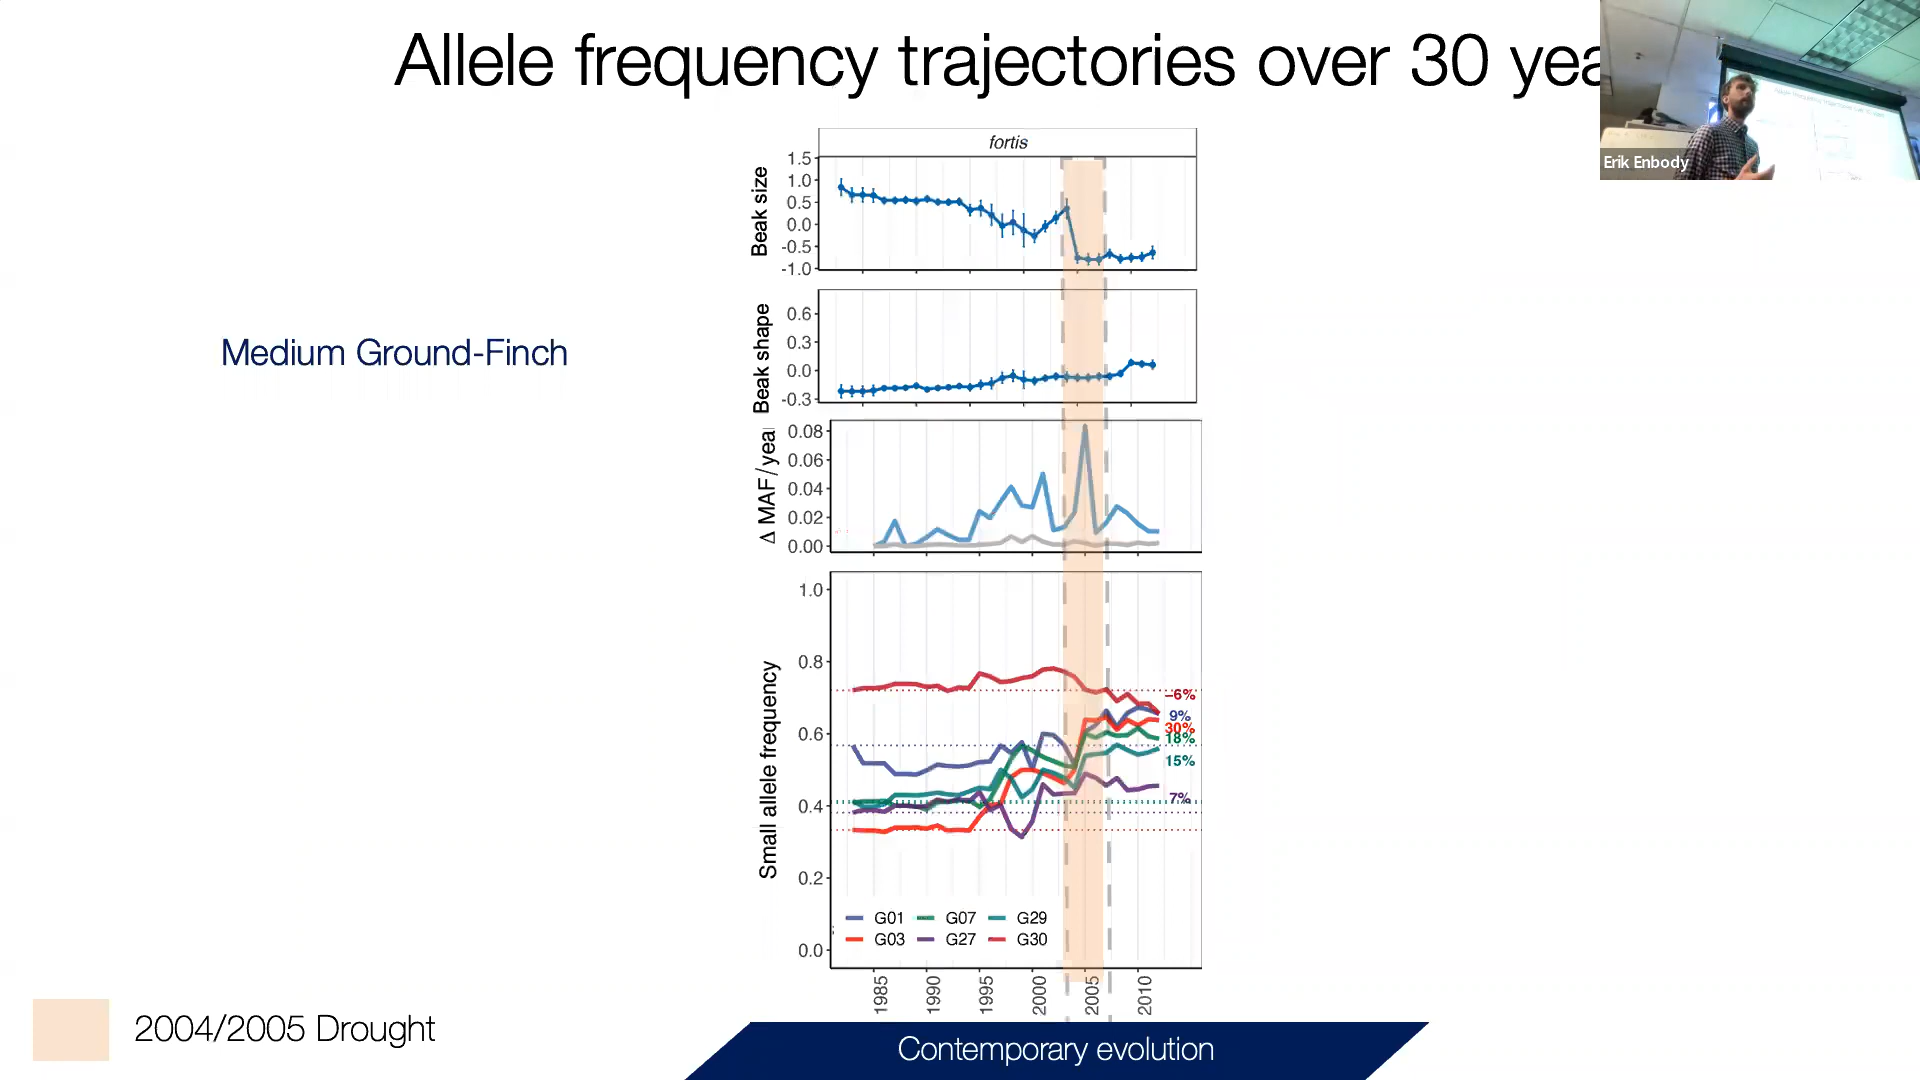 Allele frequency trajectories over 30 yea
Erik Enbody
fortis
Beak size
1.5
1.0
0.5
0.0
-0.5
-1.0
Medium Ground-Finch
Beak shape
0.6
0.3
0.0
-0.3
Δ MAF / yea
0.08
0.06
0.04
0.02
0.00
Small allele frequency
1.0
0.8
0.6
0.4
0.2
0.0
–6%
9%
30%
18%
15%
7%
G01 G07 G29
G03 G27 G30
1985 1990 1995 2000 2005 2010
2004/2005 Drought
Contemporary evolution